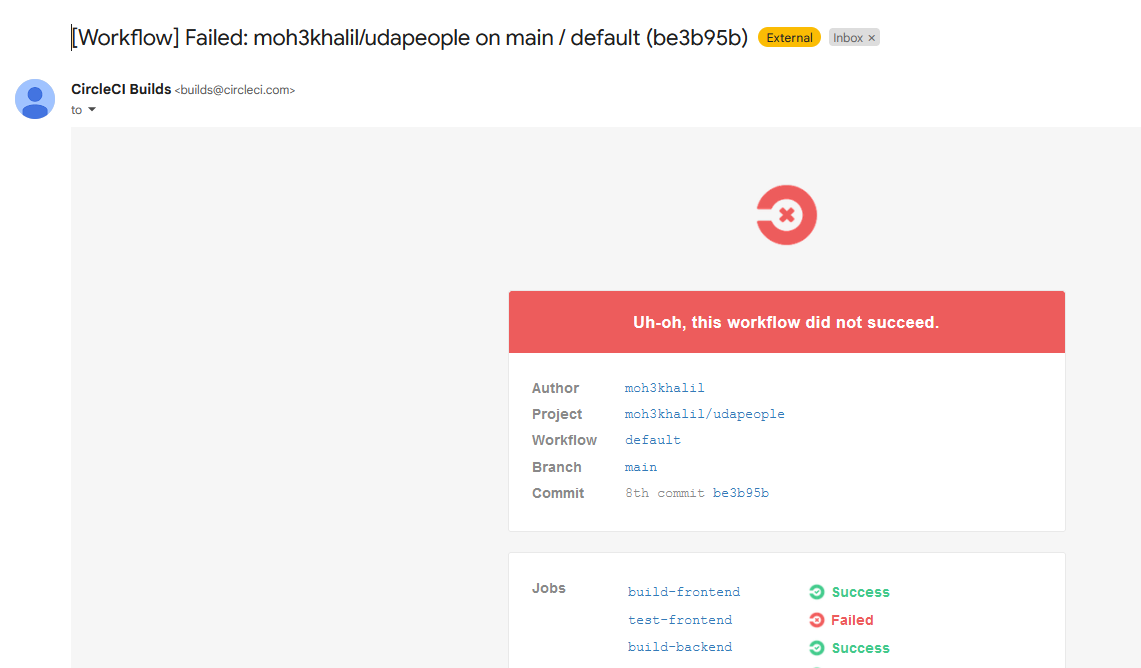 [Workflow] Failed: moh3khalil/udapeople on main / default (be3b95b) External Inbox ×
CircleCI Builds <builds@circleci.com>
to
Uh-oh, this workflow did not succeed.
Author moh3khalil
Project moh3khalil/udapeople
Workflow default
Branch main
Commit 8th commit be3b95b
Jobs build-frontend Success
test-frontend Failed
build-backend Success